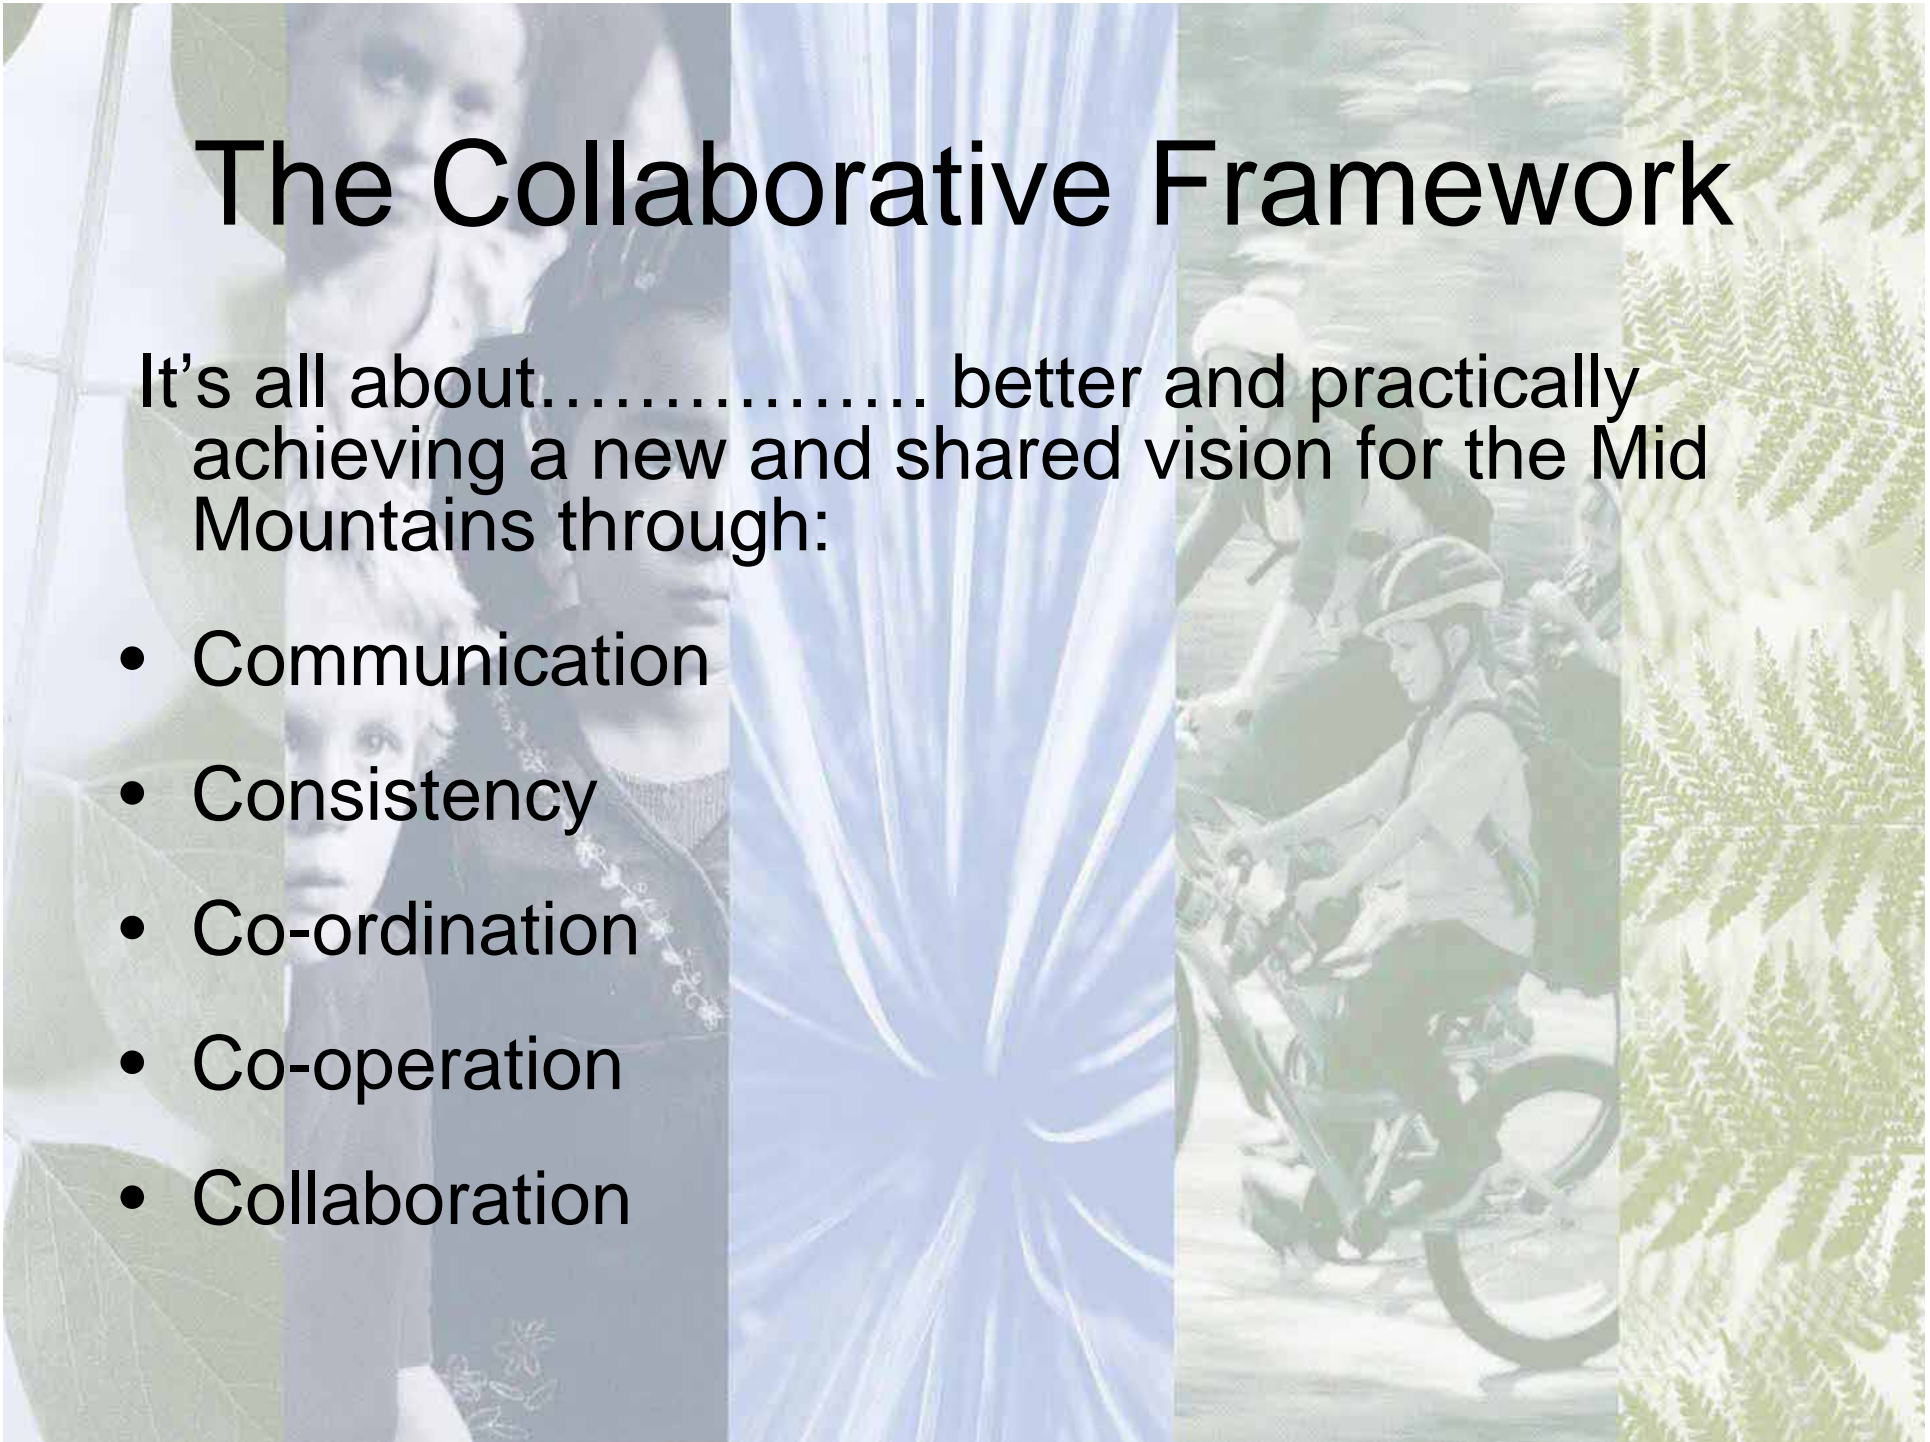 The Collaborative Framework
It’s all about……………. better and practically
achieving a new and shared vision for the Mid
Mountains through:
• Communication
• Consistency
• Co-ordination
• Co-operation
• Collaboration